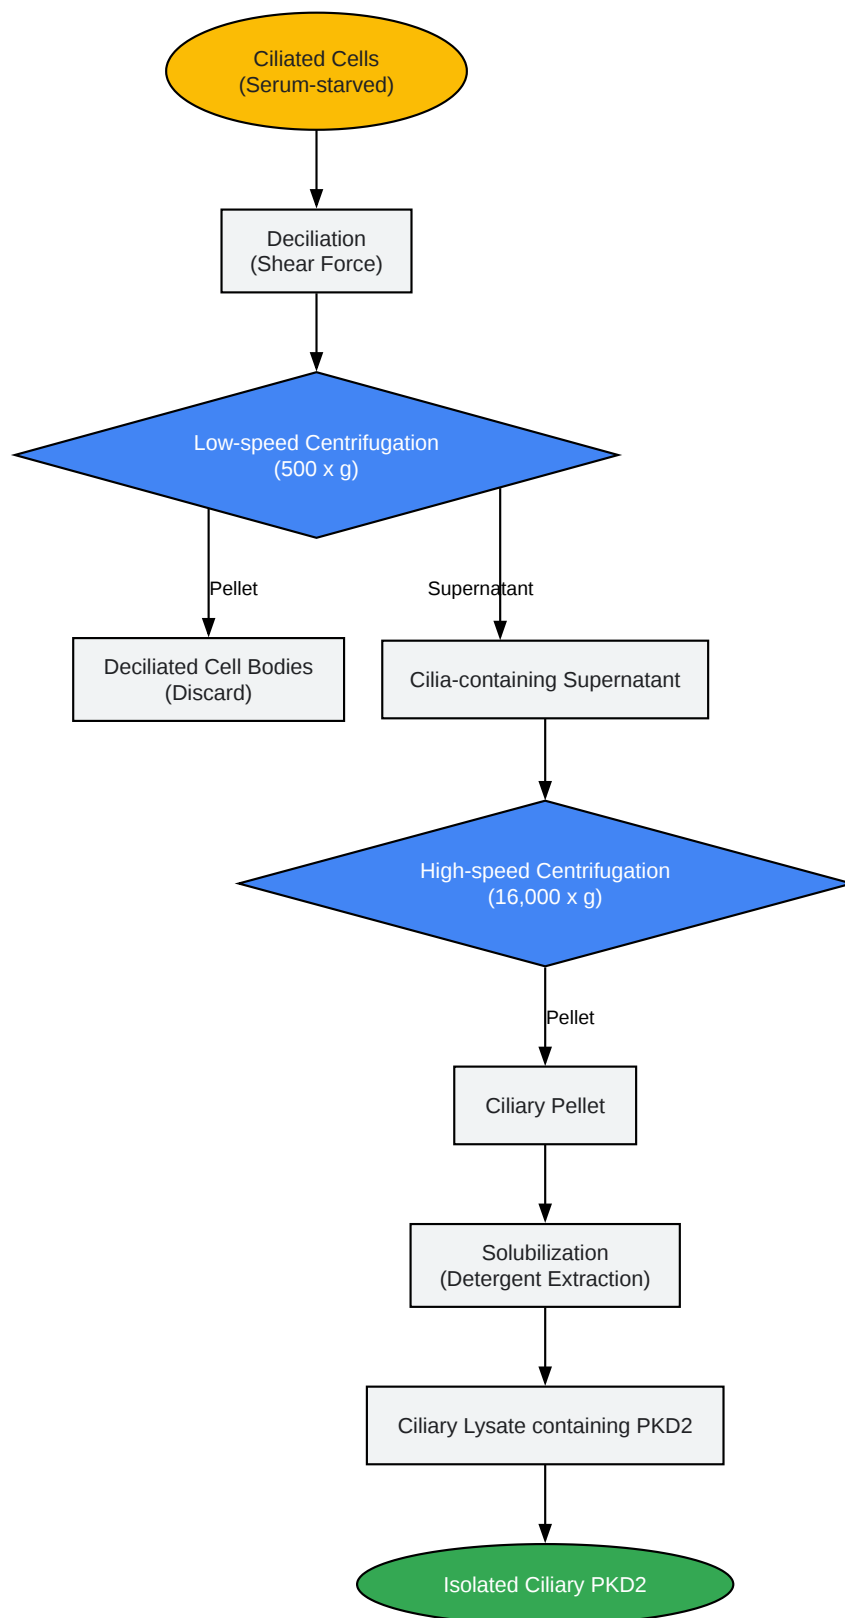 Ciliated Cells
(Serum-starved)
Deciliation
(Shear Force)
Low-speed Centrifugation
(500 x g)
Pellet
Supernatant
Deciliated Cell Bodies
(Discard)
Cilia-containing Supernatant
High-speed Centrifugation
(16,000 x g)
Pellet
Ciliary Pellet
Solubilization
(Detergent Extraction)
Ciliary Lysate containing PKD2
Isolated Ciliary PKD2